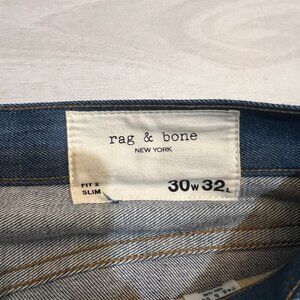 rag & bone
NEW YORK
FIT 2
SLIM
30W 32L